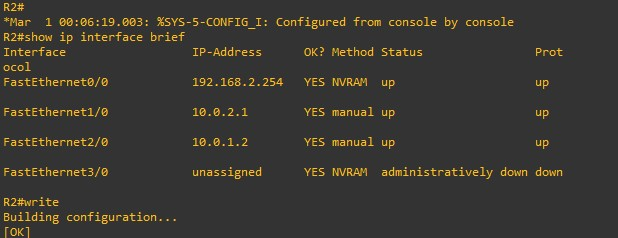 R2#
*Mar  1 00:06:19.003: %SYS-5-CONFIG_I: Configured from console by console
R2#show ip interface brief
Interface                  IP-Address      OK? Method Status                Prot
ocol
FastEthernet0/0            192.168.2.254   YES NVRAM  up                    up
FastEthernet1/0            10.0.2.1        YES manual up                    up
FastEthernet2/0            10.0.1.2        YES manual up                    up
FastEthernet3/0            unassigned      YES NVRAM  administratively down down
R2#write
Building configuration...
[OK]